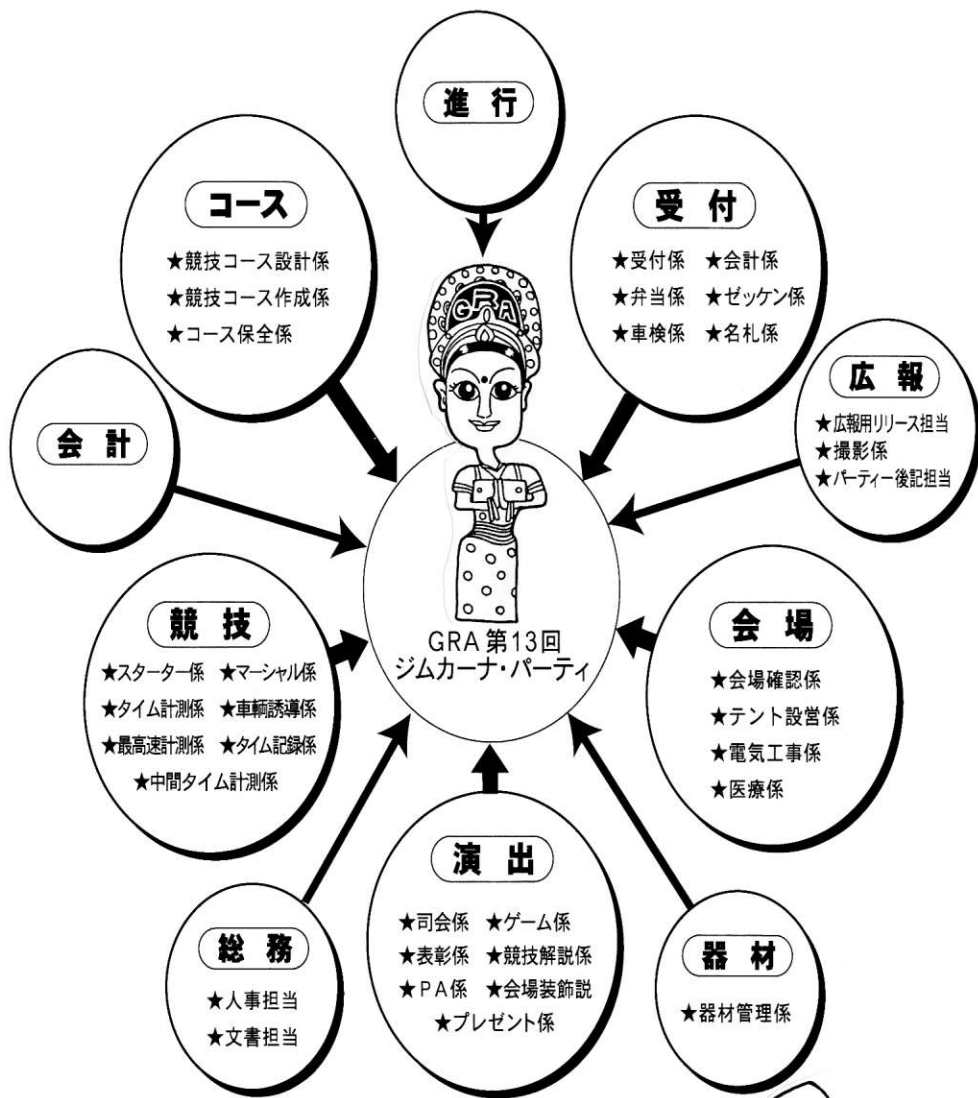 進行
コース
★競技コース設計係
★競技コース作成係
★コース保全係
受付
★受付係 ★会計係
★弁当係 ★ゼッケン係
★車検係 ★名札係
会計
広報
★広報用リリース担当
★撮影係
★パーティー後記担当
GRA
GRA 第13回
ジムカーナ・パーティ
競技
★スターター係 ★マーシャル係
★タイム計測係 ★車輌誘導係
★最高速計測係 ★タイム記録係
★中間タイム計測係
会場
★会場確認係
★テント設営係
★電気工事係
★医療係
総務
★人事担当
★文書担当
演出
★司会係 ★ゲーム係
★表彰係 ★競技解説係
★PA係 ★会場装飾説
★プレゼント係
器材
★器材管理係